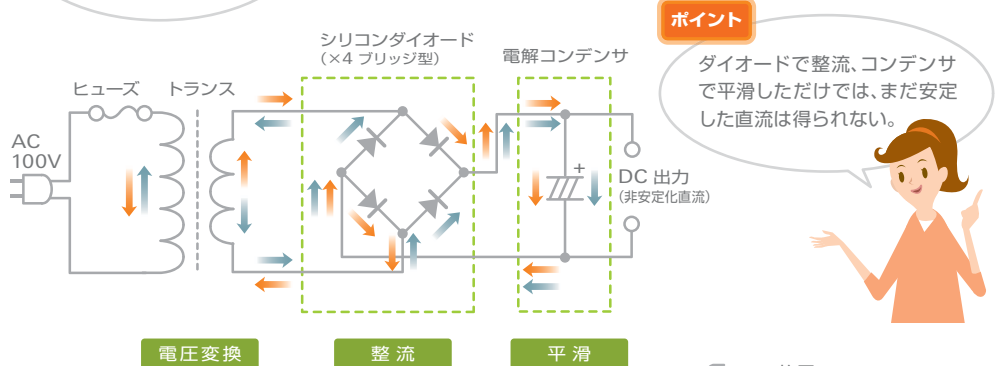 ポイント
ダイオードで整流、コンデンサ
で平滑しただけでは、まだ安定
した直流は得られない。
シリコンダイオード
(×4 ブリッジ型)
電解コンデンサ
ヒューズ
トランス
AC
100V
+
DC 出力
(非安定化直流)
電圧変換
整流
平滑